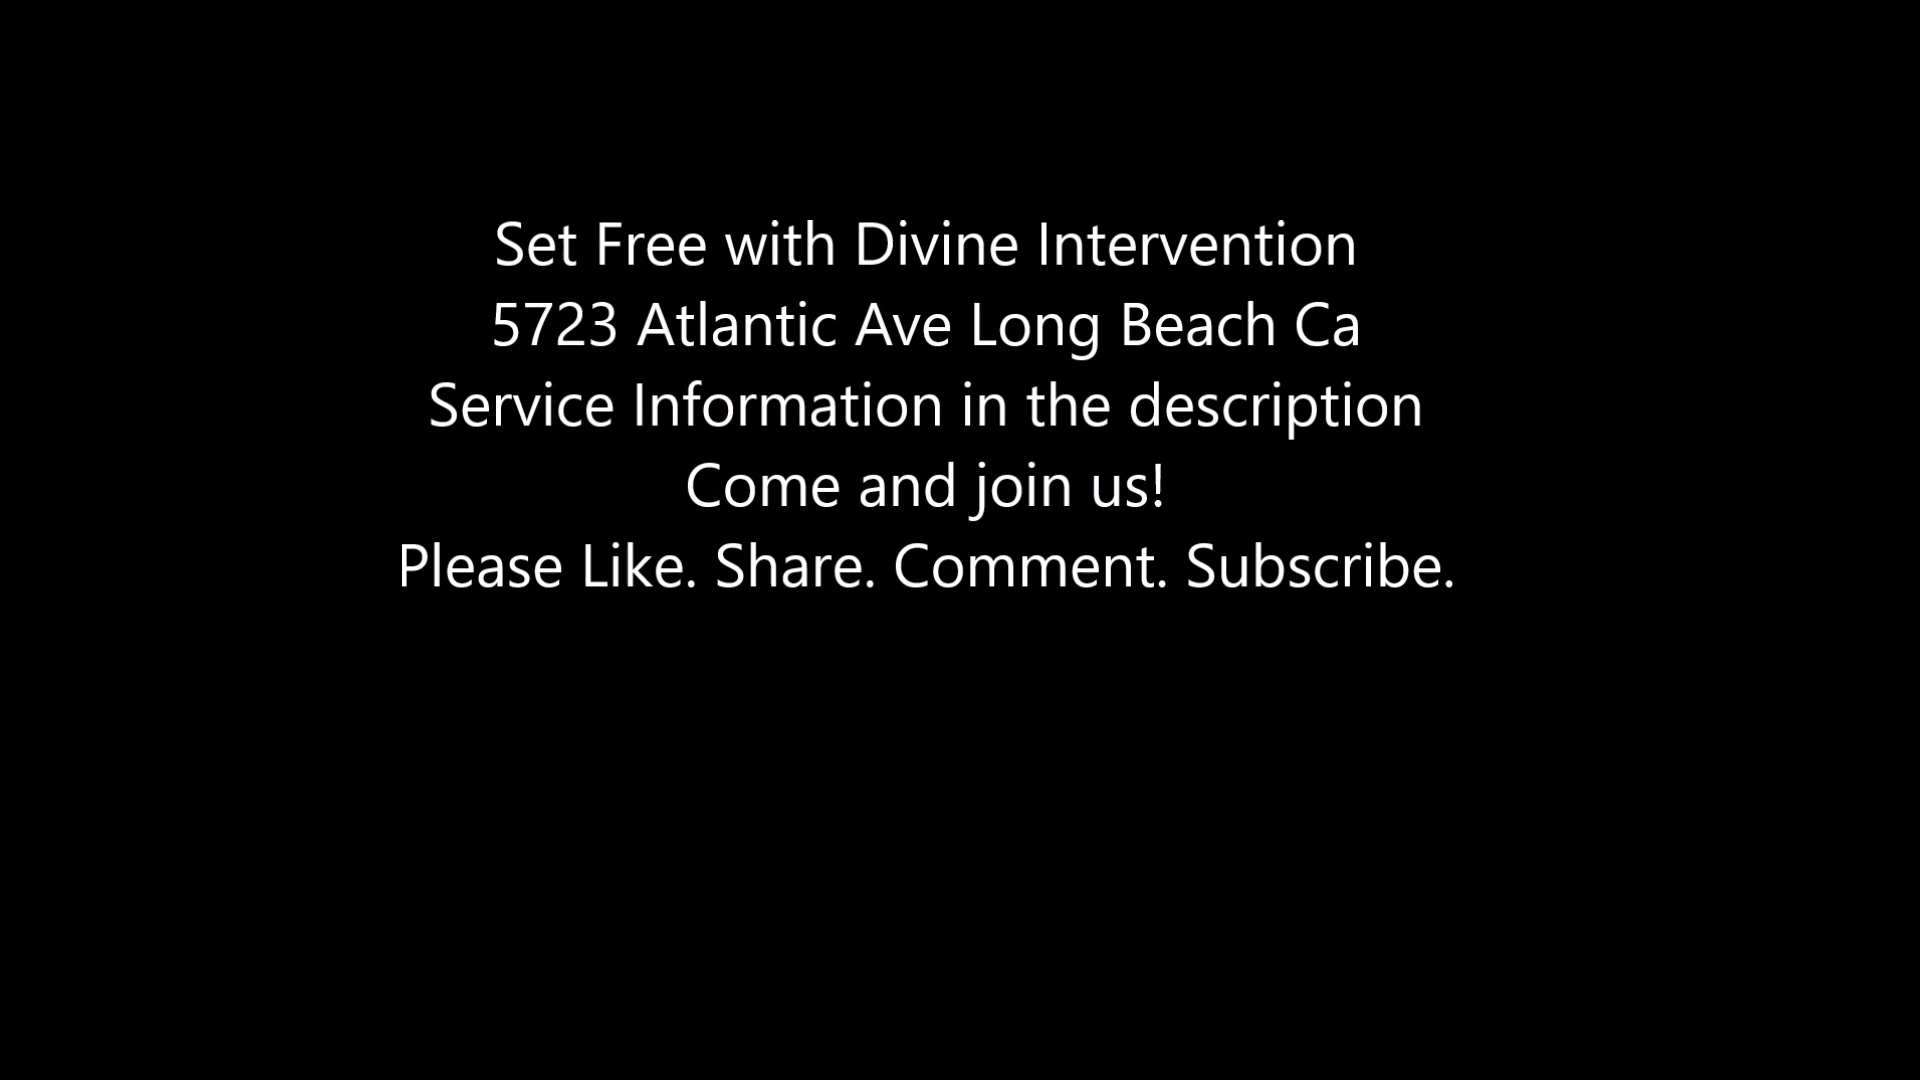 Set Free with Divine Intervention
5723 Atlantic Ave Long Beach Ca
Service Information in the description
Come and join us!
Please Like. Share. Comment. Subscribe.